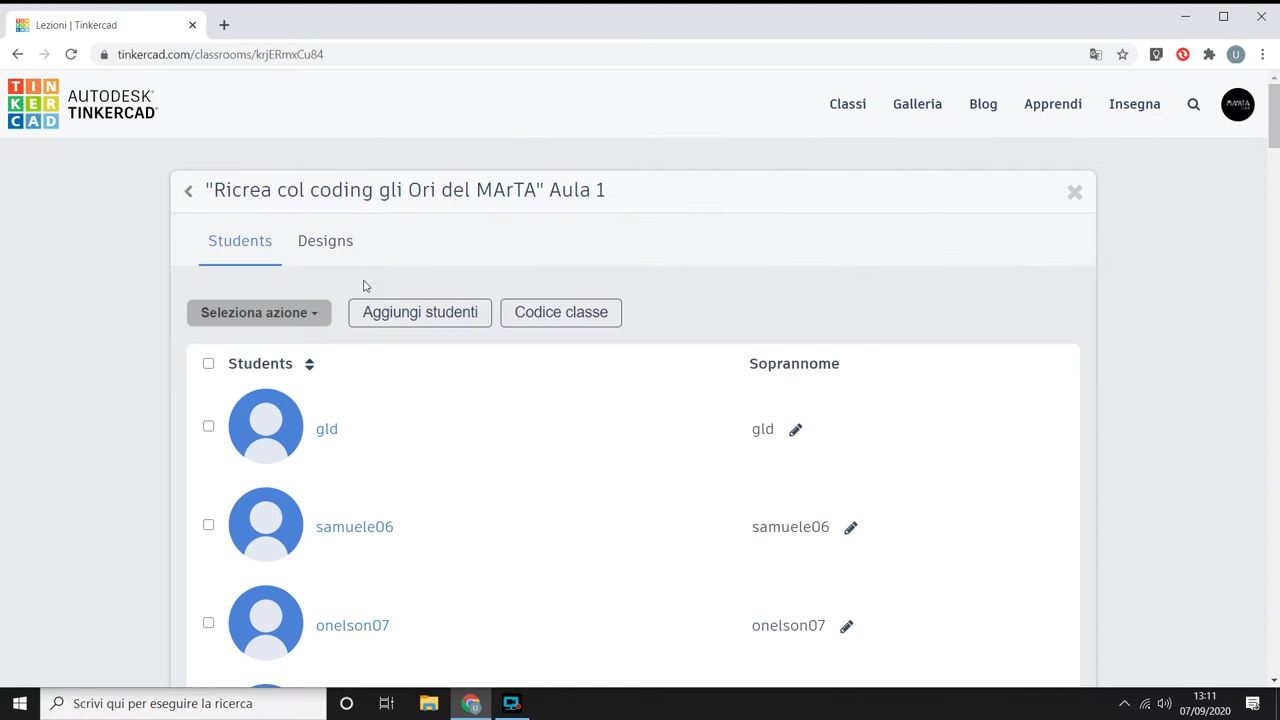 Lezioni | Tinkercad
tinkercad.com/classrooms/krjERmxCu84
U
TIN
KER
CAD
AUTODESK®
TINKERCAD®
Classi
Galleria
Blog
Apprendi
Insegna
MARTA
"Ricrea col coding gli Ori del MArTA" Aula 1
Students
Designs
Seleziona azione
Aggiungi studenti
Codice classe
Students
Soprannome
gld
gld
samuele06
samuele06
onelson07
onelson07
Scrivi qui per eseguire la ricerca
13:11
07/09/2020